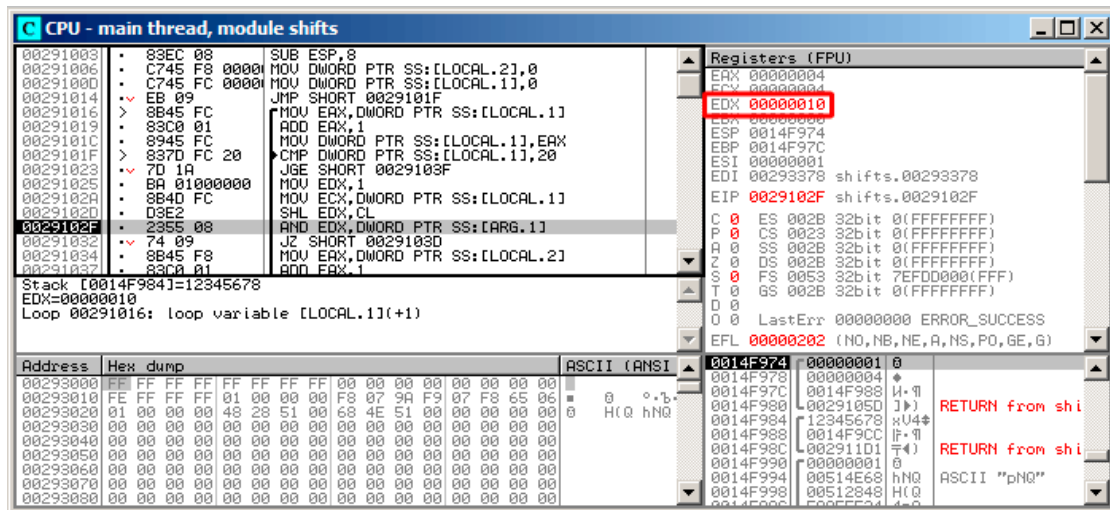 CPU - main thread, module shifts
00291003 · 83EC 08 SUB ESP,8
00291006 · C745 F8 0000 MOV DWORD PTR SS:[LOCAL.2],0
0029100D · C745 FC 0000 MOV DWORD PTR SS:[LOCAL.1],0
00291014 ·v EB 09 JMP SHORT 0029101F
00291016 > 8B45 FC MOV EAX,DWORD PTR SS:[LOCAL.1]
00291019 · 83C0 01 ADD EAX,1
0029101C · 8945 FC MOV DWORD PTR SS:[LOCAL.1],EAX
0029101F > 837D FC 20 CMP DWORD PTR SS:[LOCAL.1],20
00291023 ·v 7D 1A JGE SHORT 0029103F
00291025 · BA 01000000 MOV EDX,1
0029102A · 8B4D FC MOV ECX,DWORD PTR SS:[LOCAL.1]
0029102D · D3E2 SHL EDX,CL
0029102F · 2355 08 AND EDX,DWORD PTR SS:[ARG.1]
00291032 ·v 74 09 JZ SHORT 0029103D
00291034 · 8B45 F8 MOV EAX,DWORD PTR SS:[LOCAL.2]
00291037 · 83C0 01 ADD EAX,1
Stack [0014F984]=12345678
EDX=00000010
Loop 00291016: loop variable [LOCAL.1](+1)
Registers (FPU)
EAX 00000004
ECX 00000004
EDX 00000010
EBX 00000000
ESP 0014F974
EBP 0014F97C
ESI 00000001
EDI 00293378 shifts.00293378
EIP 0029102F shifts.0029102F
C 0 ES 002B 32bit 0(FFFFFFFF)
P 0 CS 0023 32bit 0(FFFFFFFF)
A 0 SS 002B 32bit 0(FFFFFFFF)
Z 0 DS 002B 32bit 0(FFFFFFFF)
S 0 FS 0053 32bit 7EFDD000(FFF)
T 0 GS 002B 32bit 0(FFFFFFFF)
D 0
O 0 LastErr 00000000 ERROR_SUCCESS
EFL 00000202 (NO,NB,NE,A,NS,PO,GE,G)
Address Hex dump ASCII (ANSI
00293000 FF FF FF FF FF FF FF FF 00 00 00 00 00 00 00 00
00293010 FE FF FF FF 01 00 00 00 F8 07 9A F9 07 F8 65 06
00293020 01 00 00 00 48 28 51 00 68 4E 51 00 00 00 00 00 H(Q hNQ
00293030 00 00 00 00 00 00 00 00 00 00 00 00 00 00 00 00
00293040 00 00 00 00 00 00 00 00 00 00 00 00 00 00 00 00
00293050 00 00 00 00 00 00 00 00 00 00 00 00 00 00 00 00
00293060 00 00 00 00 00 00 00 00 00 00 00 00 00 00 00 00
00293070 00 00 00 00 00 00 00 00 00 00 00 00 00 00 00 00
00293080 00 00 00 00 00 00 00 00 00 00 00 00 00 00 00 00
0014F974 00000001
0014F978 00000004 ♦
0014F97C 0014F988
0014F980 0029105D RETURN from shi
0014F984 12345678 xV4↕
0014F988 0014F9CC
0014F98C 002911D1 RETURN from shi
0014F990 00000001
0014F994 00514E68 hNQ ASCII "pNQ"
0014F998 00512848 H(Q